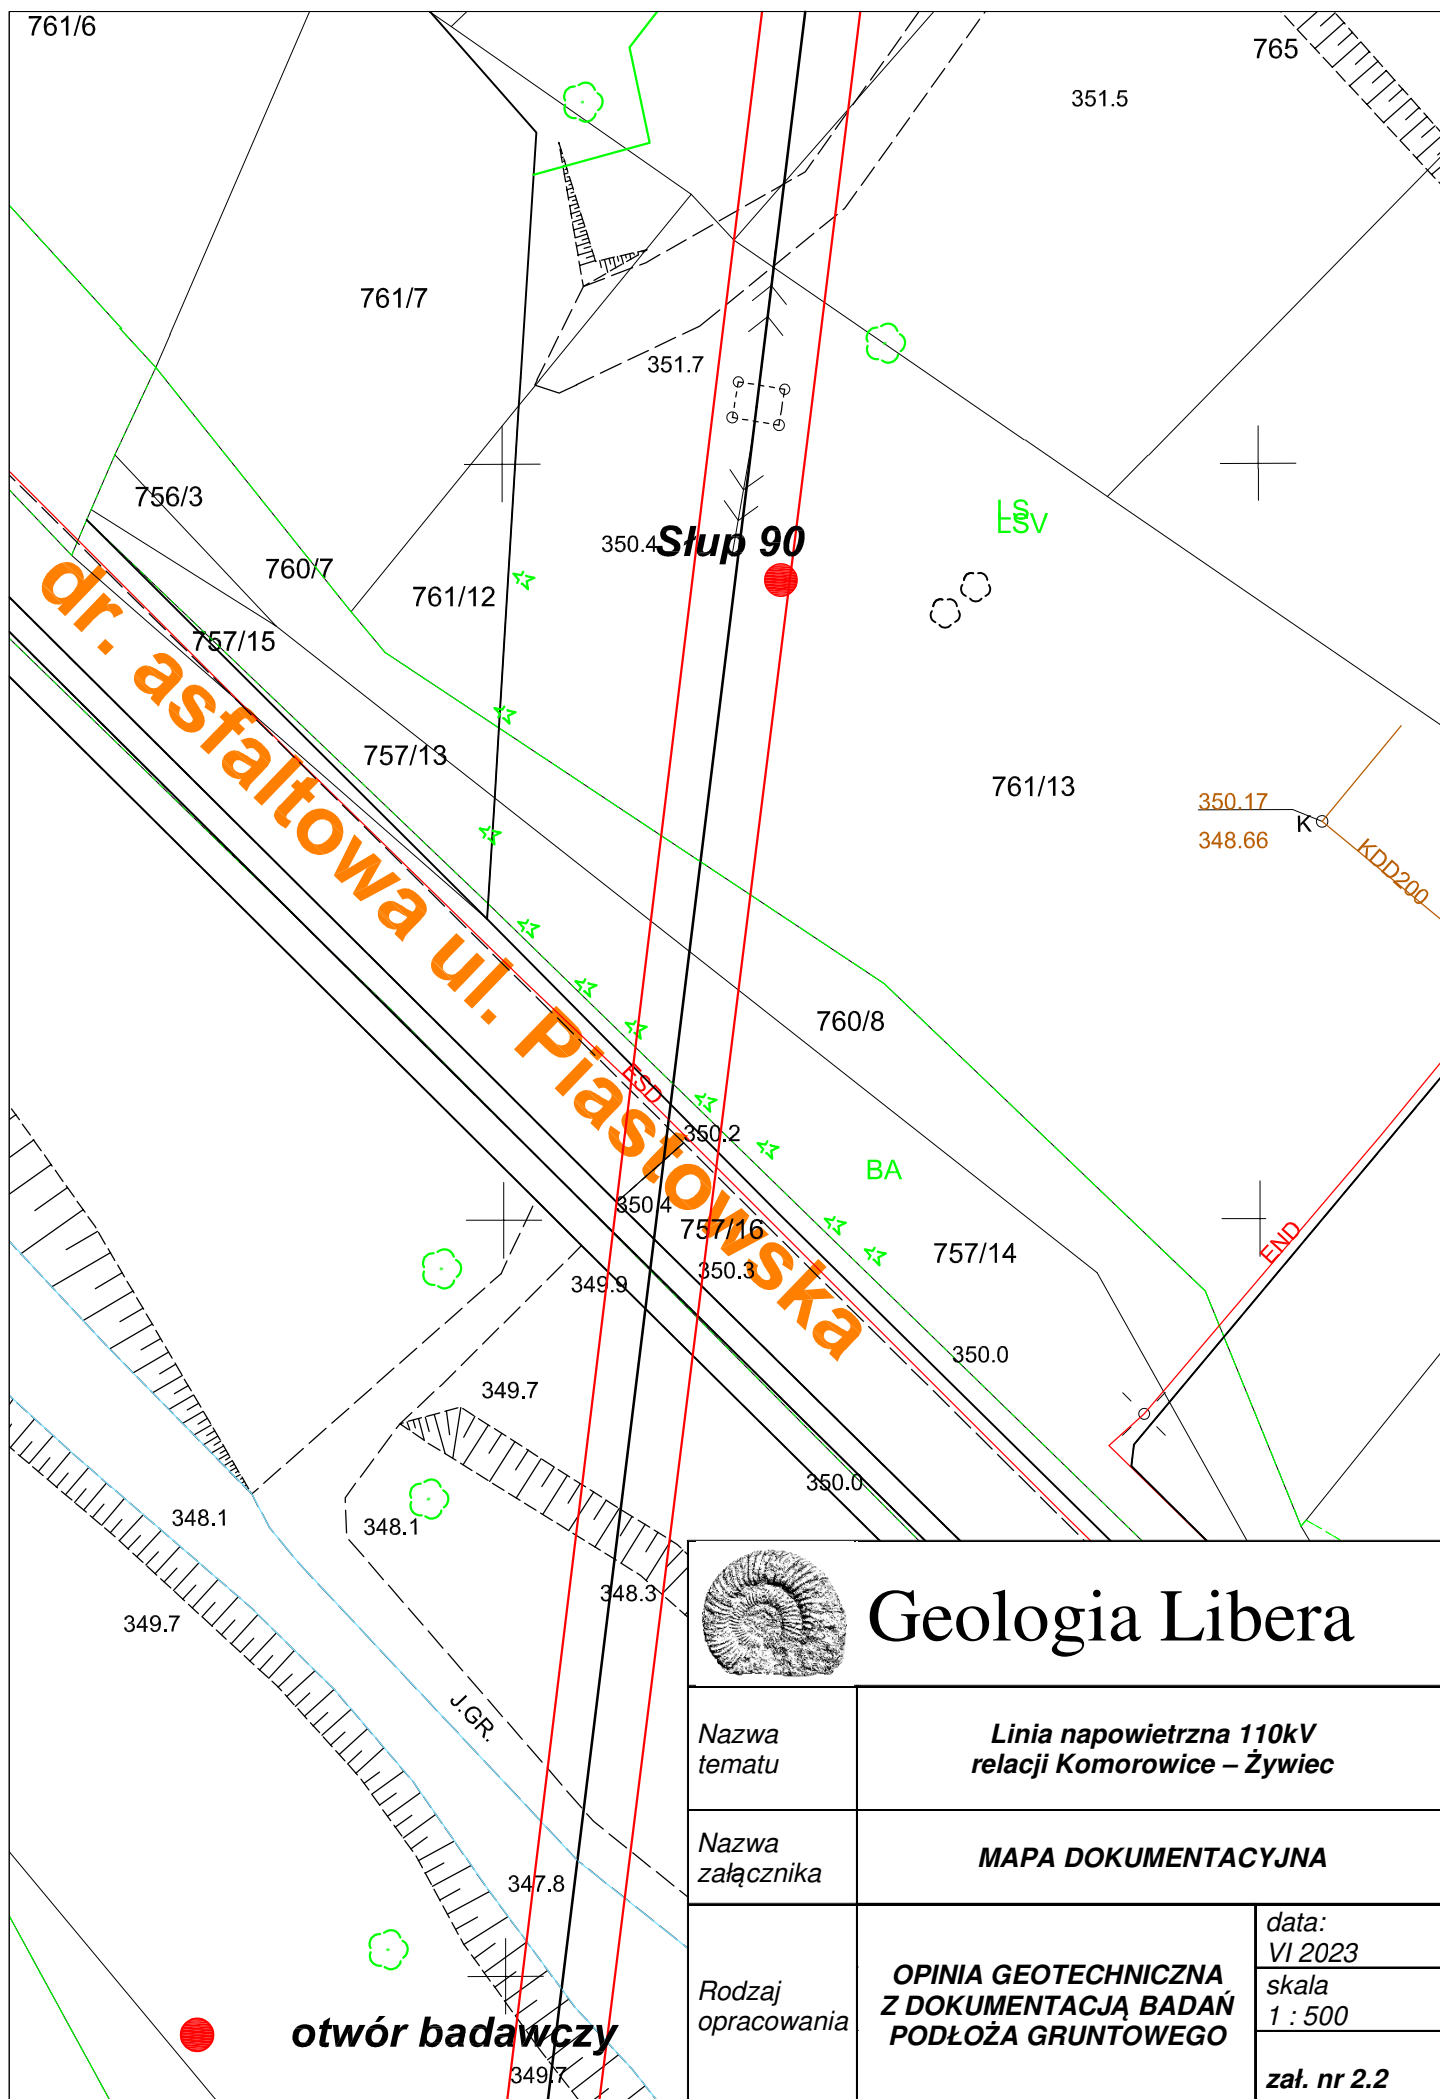 761/6
765
351.5
761/7
351.7
756/3
LS
LSV
350.4
Słup 90
760/7
761/12
757/15
757/13
761/13
350.17
K
348.66
KDD200
dr. asfaltowa ul. Piastowska
760/8
ESD
350.2
BA
350.4
757/16
757/14
END
350.3
349.9
350.0
349.7
350.0
348.1
348.1
348.3
349.7
J.GR.
347.8
otwór badawczy
349.7
Geologia Libera
Nazwa
tematu
Linia napowietrzna 110kV
relacji Komorowice – Żywiec
Nazwa
załącznika
MAPA DOKUMENTACYJNA
Rodzaj
opracowania
OPINIA GEOTECHNICZNA
Z DOKUMENTACJĄ BADAŃ
PODŁOŻA GRUNTOWEGO
data:
VI 2023
skala
1 : 500
zał. nr 2.2